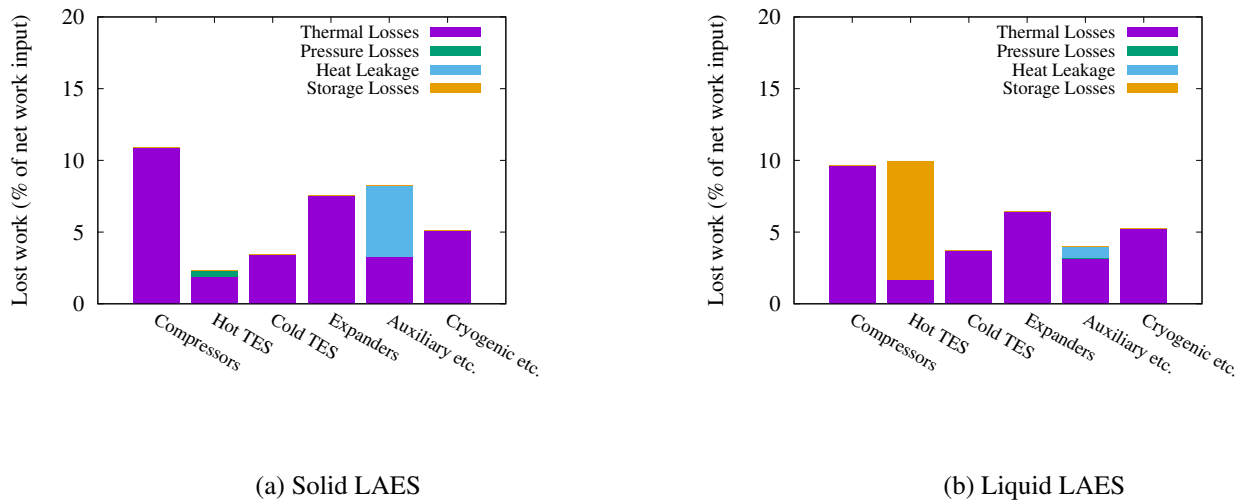 Lost work (% of net work input)
20
15
10
5
0
Thermal Losses
Pressure Losses
Heat Leakage
Storage Losses
Compressors
Hot TES
Cold TES
Expanders
Auxiliary etc.
Cryogenic etc.
(a) Solid LAES
Lost work (% of net work input)
20
15
10
5
0
Thermal Losses
Pressure Losses
Heat Leakage
Storage Losses
Compressors
Hot TES
Cold TES
Expanders
Auxiliary etc.
Cryogenic etc.
(b) Liquid LAES